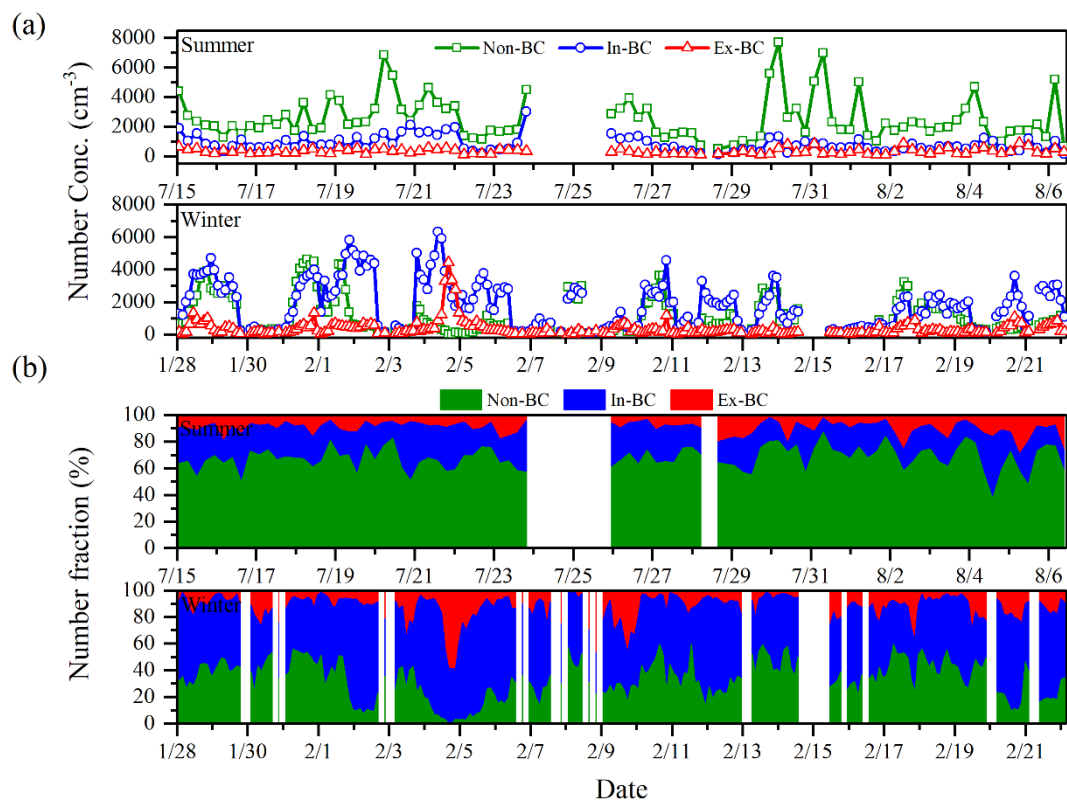 (a)
Number Conc. (cm⁻³)
8000
6000
4000
2000
0
Summer
Non-BC In-BC Ex-BC
7/15 7/17 7/19 7/21 7/23 7/25 7/27 7/29 7/31 8/2 8/4 8/6
8000
6000
4000
2000
0
Winter
1/28 1/30 2/1 2/3 2/5 2/7 2/9 2/11 2/13 2/15 2/17 2/19 2/21
(b)
Number fraction (%)
Non-BC In-BC Ex-BC
100
80
60
40
20
0
Summer
7/15 7/17 7/19 7/21 7/23 7/25 7/27 7/29 7/31 8/2 8/4 8/6
100
80
60
40
20
0
Winter
1/28 1/30 2/1 2/3 2/5 2/7 2/9 2/11 2/13 2/15 2/17 2/19 2/21
Date